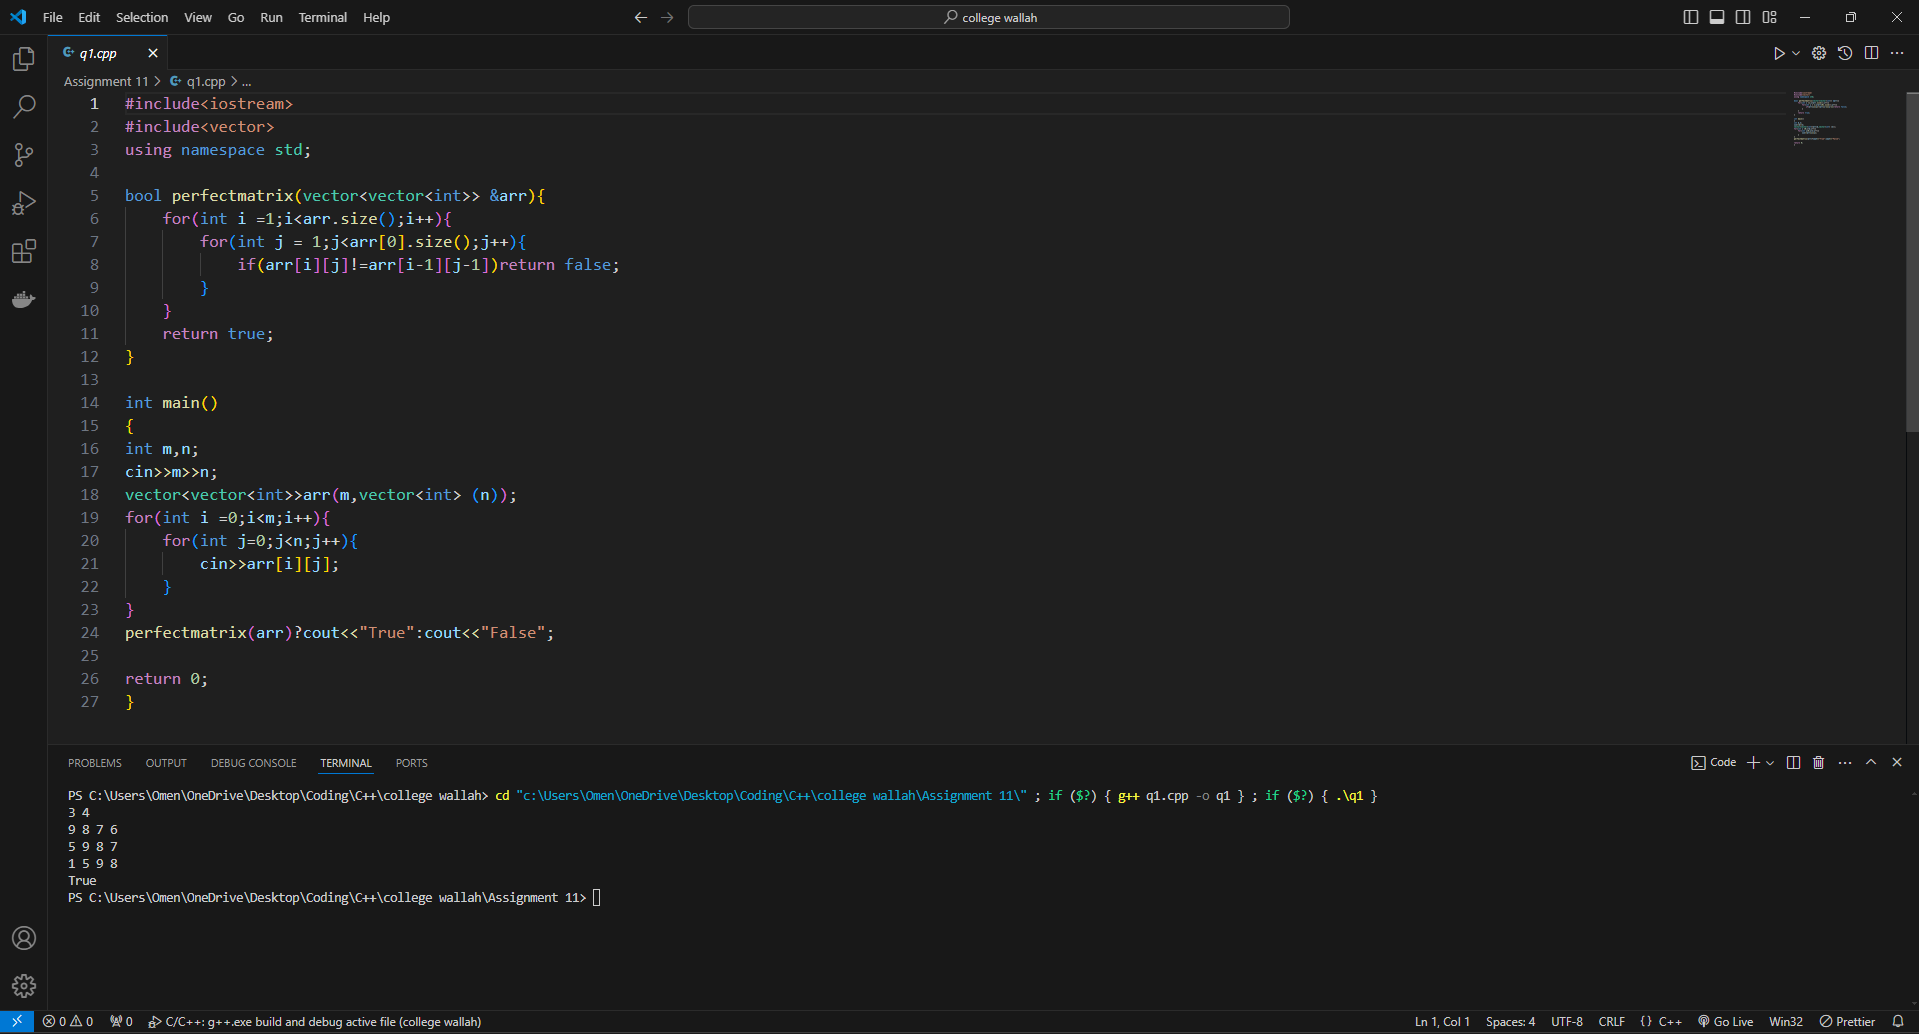 File Edit Selection View Go Run Terminal Help
college wallah
q1.cpp
Assignment 11 > q1.cpp > ...
1 #include<iostream>
2 #include<vector>
3 using namespace std;
4
5 bool perfectmatrix(vector<vector<int>> &arr){
6 for(int i =1;i<arr.size();i++){
7 for(int j = 1;j<arr[0].size();j++){
8 if(arr[i][j]!=arr[i-1][j-1])return false;
9 }
10 }
11 return true;
12 }
13
14 int main()
15 {
16 int m,n;
17 cin>>m>>n;
18 vector<vector<int>>arr(m,vector<int> (n));
19 for(int i =0;i<m;i++){
20 for(int j=0;j<n;j++){
21 cin>>arr[i][j];
22 }
23 }
24 perfectmatrix(arr)?cout<<"True":cout<<"False";
25
26 return 0;
27 }
PROBLEMS OUTPUT DEBUG CONSOLE TERMINAL PORTS
Code
PS C:\Users\Omen\OneDrive\Desktop\Coding\C++\college wallah> cd "c:\Users\Omen\OneDrive\Desktop\Coding\C++\college wallah\Assignment 11\" ; if ($?) { g++ q1.cpp -o q1 } ; if ($?) { .\q1 }
3 4
9 8 7 6
5 9 8 7
1 5 9 8
True
PS C:\Users\Omen\OneDrive\Desktop\Coding\C++\college wallah\Assignment 11>
0 0 0 C/C++: g++.exe build and debug active file (college wallah) Ln 1, Col 1 Spaces: 4 UTF-8 CRLF {} C++ Go Live Win32 Prettier